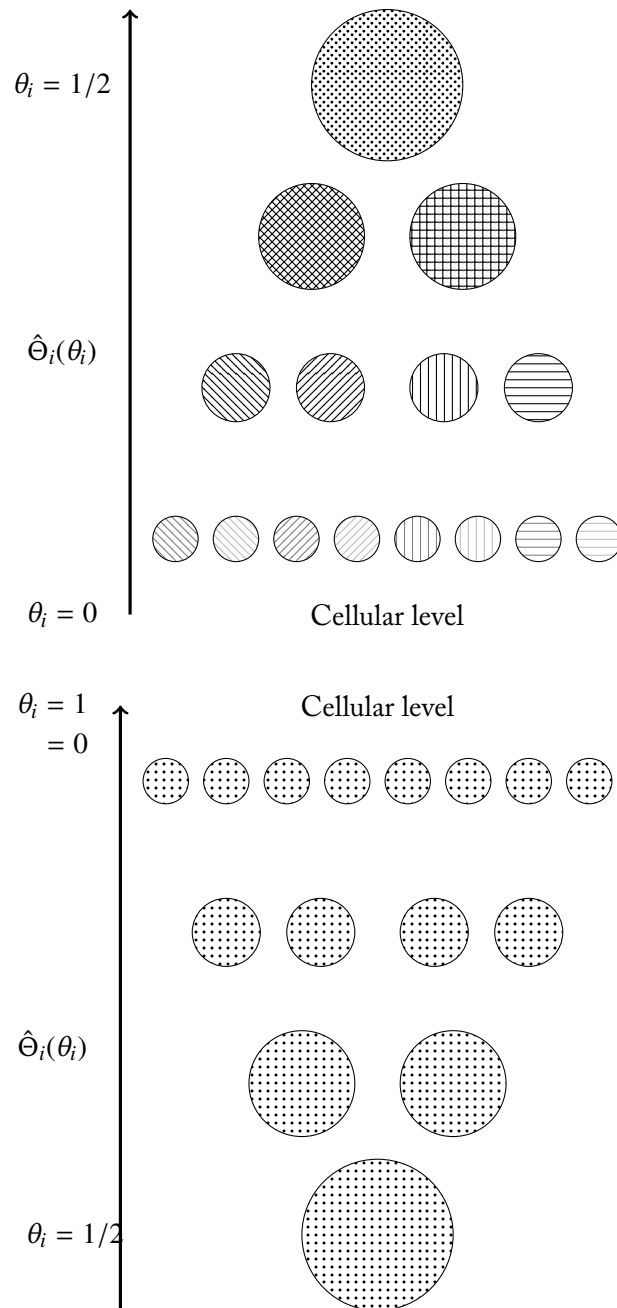 θᵢ = 1/2
Θ̂ᵢ(θᵢ)
θᵢ = 0
Cellular level
θᵢ = 1
Cellular level
= 0
Θ̂ᵢ(θᵢ)
θᵢ = 1/2